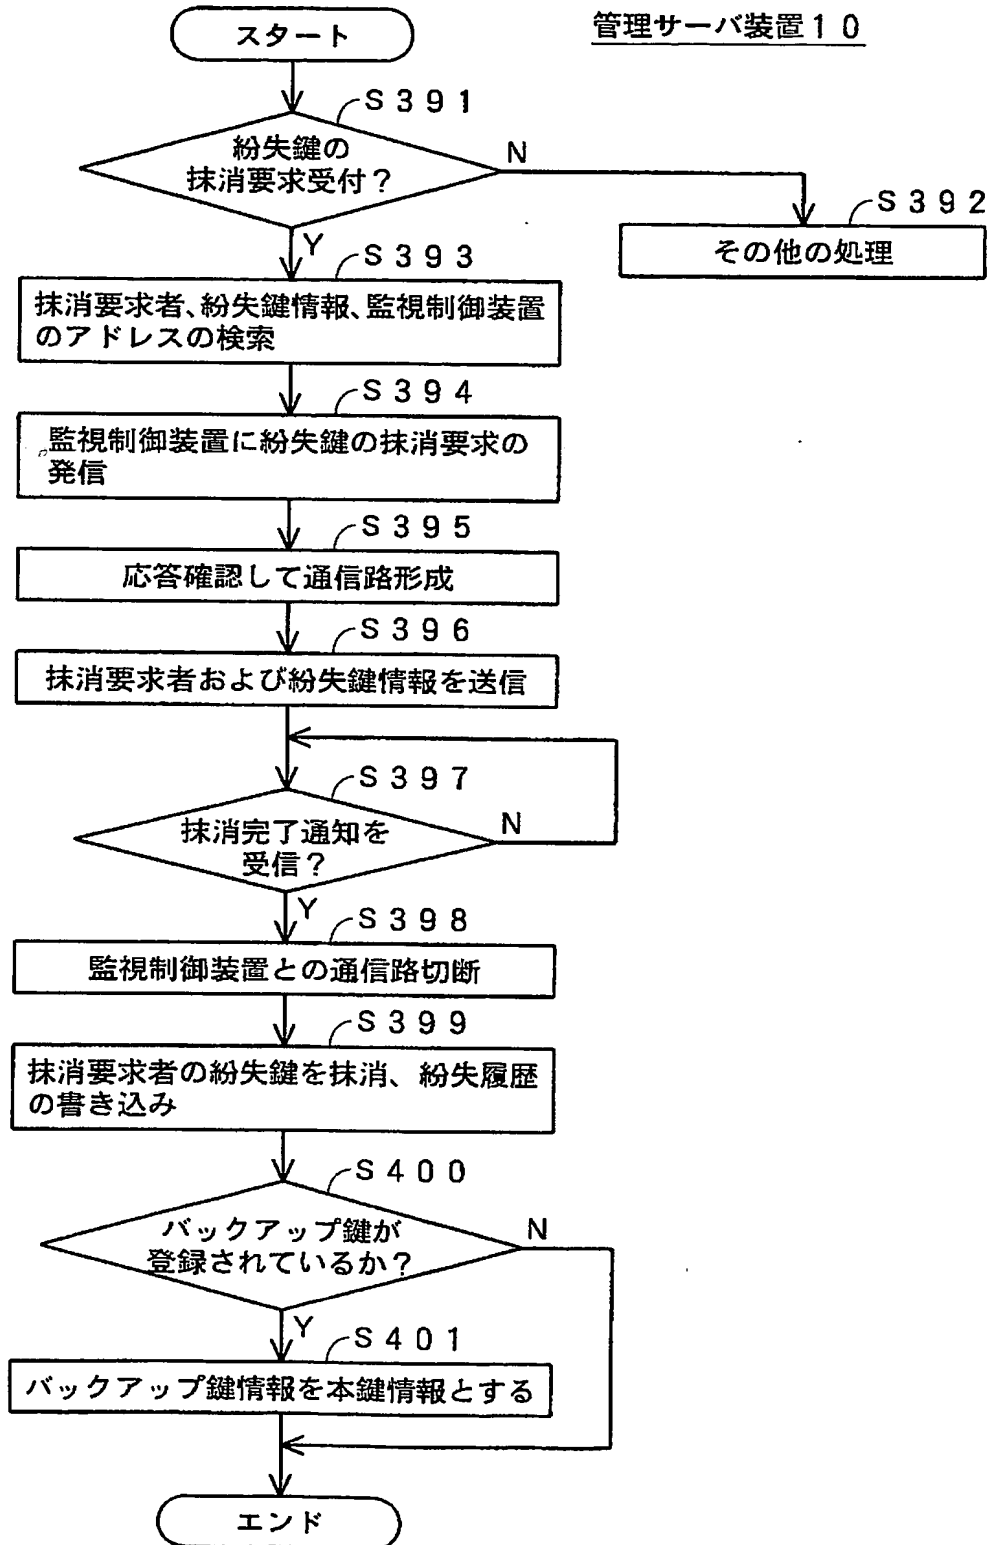 管理サーバ装置10
スタート
S391
紛失鍵の
抹消要求受付？
N
S392
その他の処理
Y
S393
抹消要求者、紛失鍵情報、監視制御装置
のアドレスの検索
S394
監視制御装置に紛失鍵の抹消要求の
発信
S395
応答確認して通信路形成
S396
抹消要求者および紛失鍵情報を送信
S397
抹消完了通知を
受信？
N
Y
S398
監視制御装置との通信路切断
S399
抹消要求者の紛失鍵を抹消、紛失履歴
の書き込み
S400
バックアップ鍵が
登録されているか？
N
Y
S401
バックアップ鍵情報を本鍵情報とする
エンド